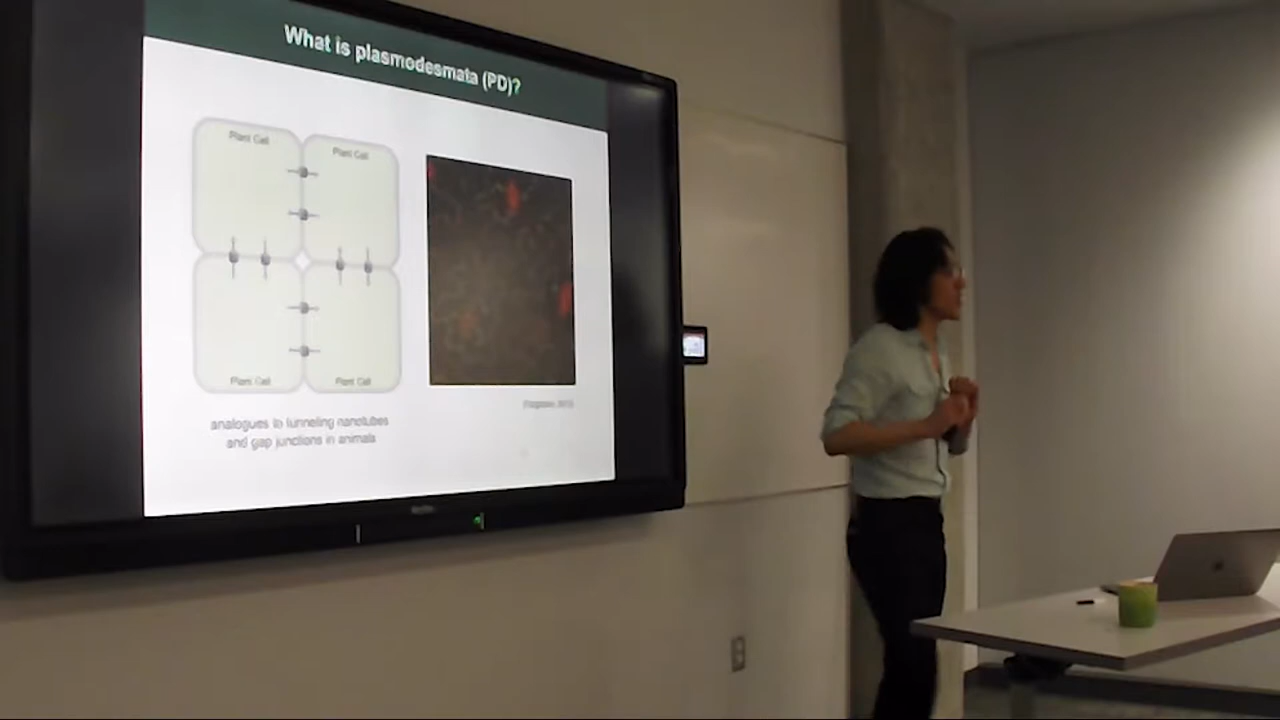 What is plasmodesmata (PD)?
Plant Cell
Plant Cell
Plant Cell
Plant Cell
analogues to tunneling nanotubes
and gap junctions in animals